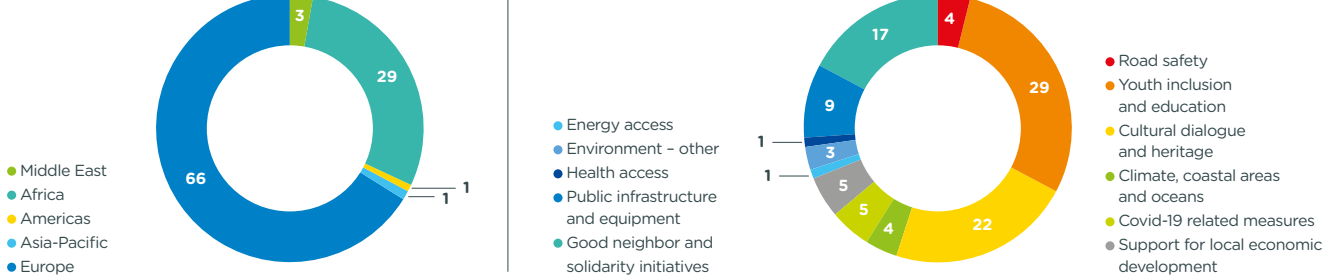 3
29
66
1
1
Middle East
Africa
Americas
Asia-Pacific
Europe
4
29
22
4
5
5
1
3
1
9
17
Energy access
Environment – other
Health access
Public infrastructure
and equipment
Good neighbor and
solidarity initiatives
Road safety
Youth inclusion
and education
Cultural dialogue
and heritage
Climate, coastal areas
and oceans
Covid-19 related measures
Support for local economic
development